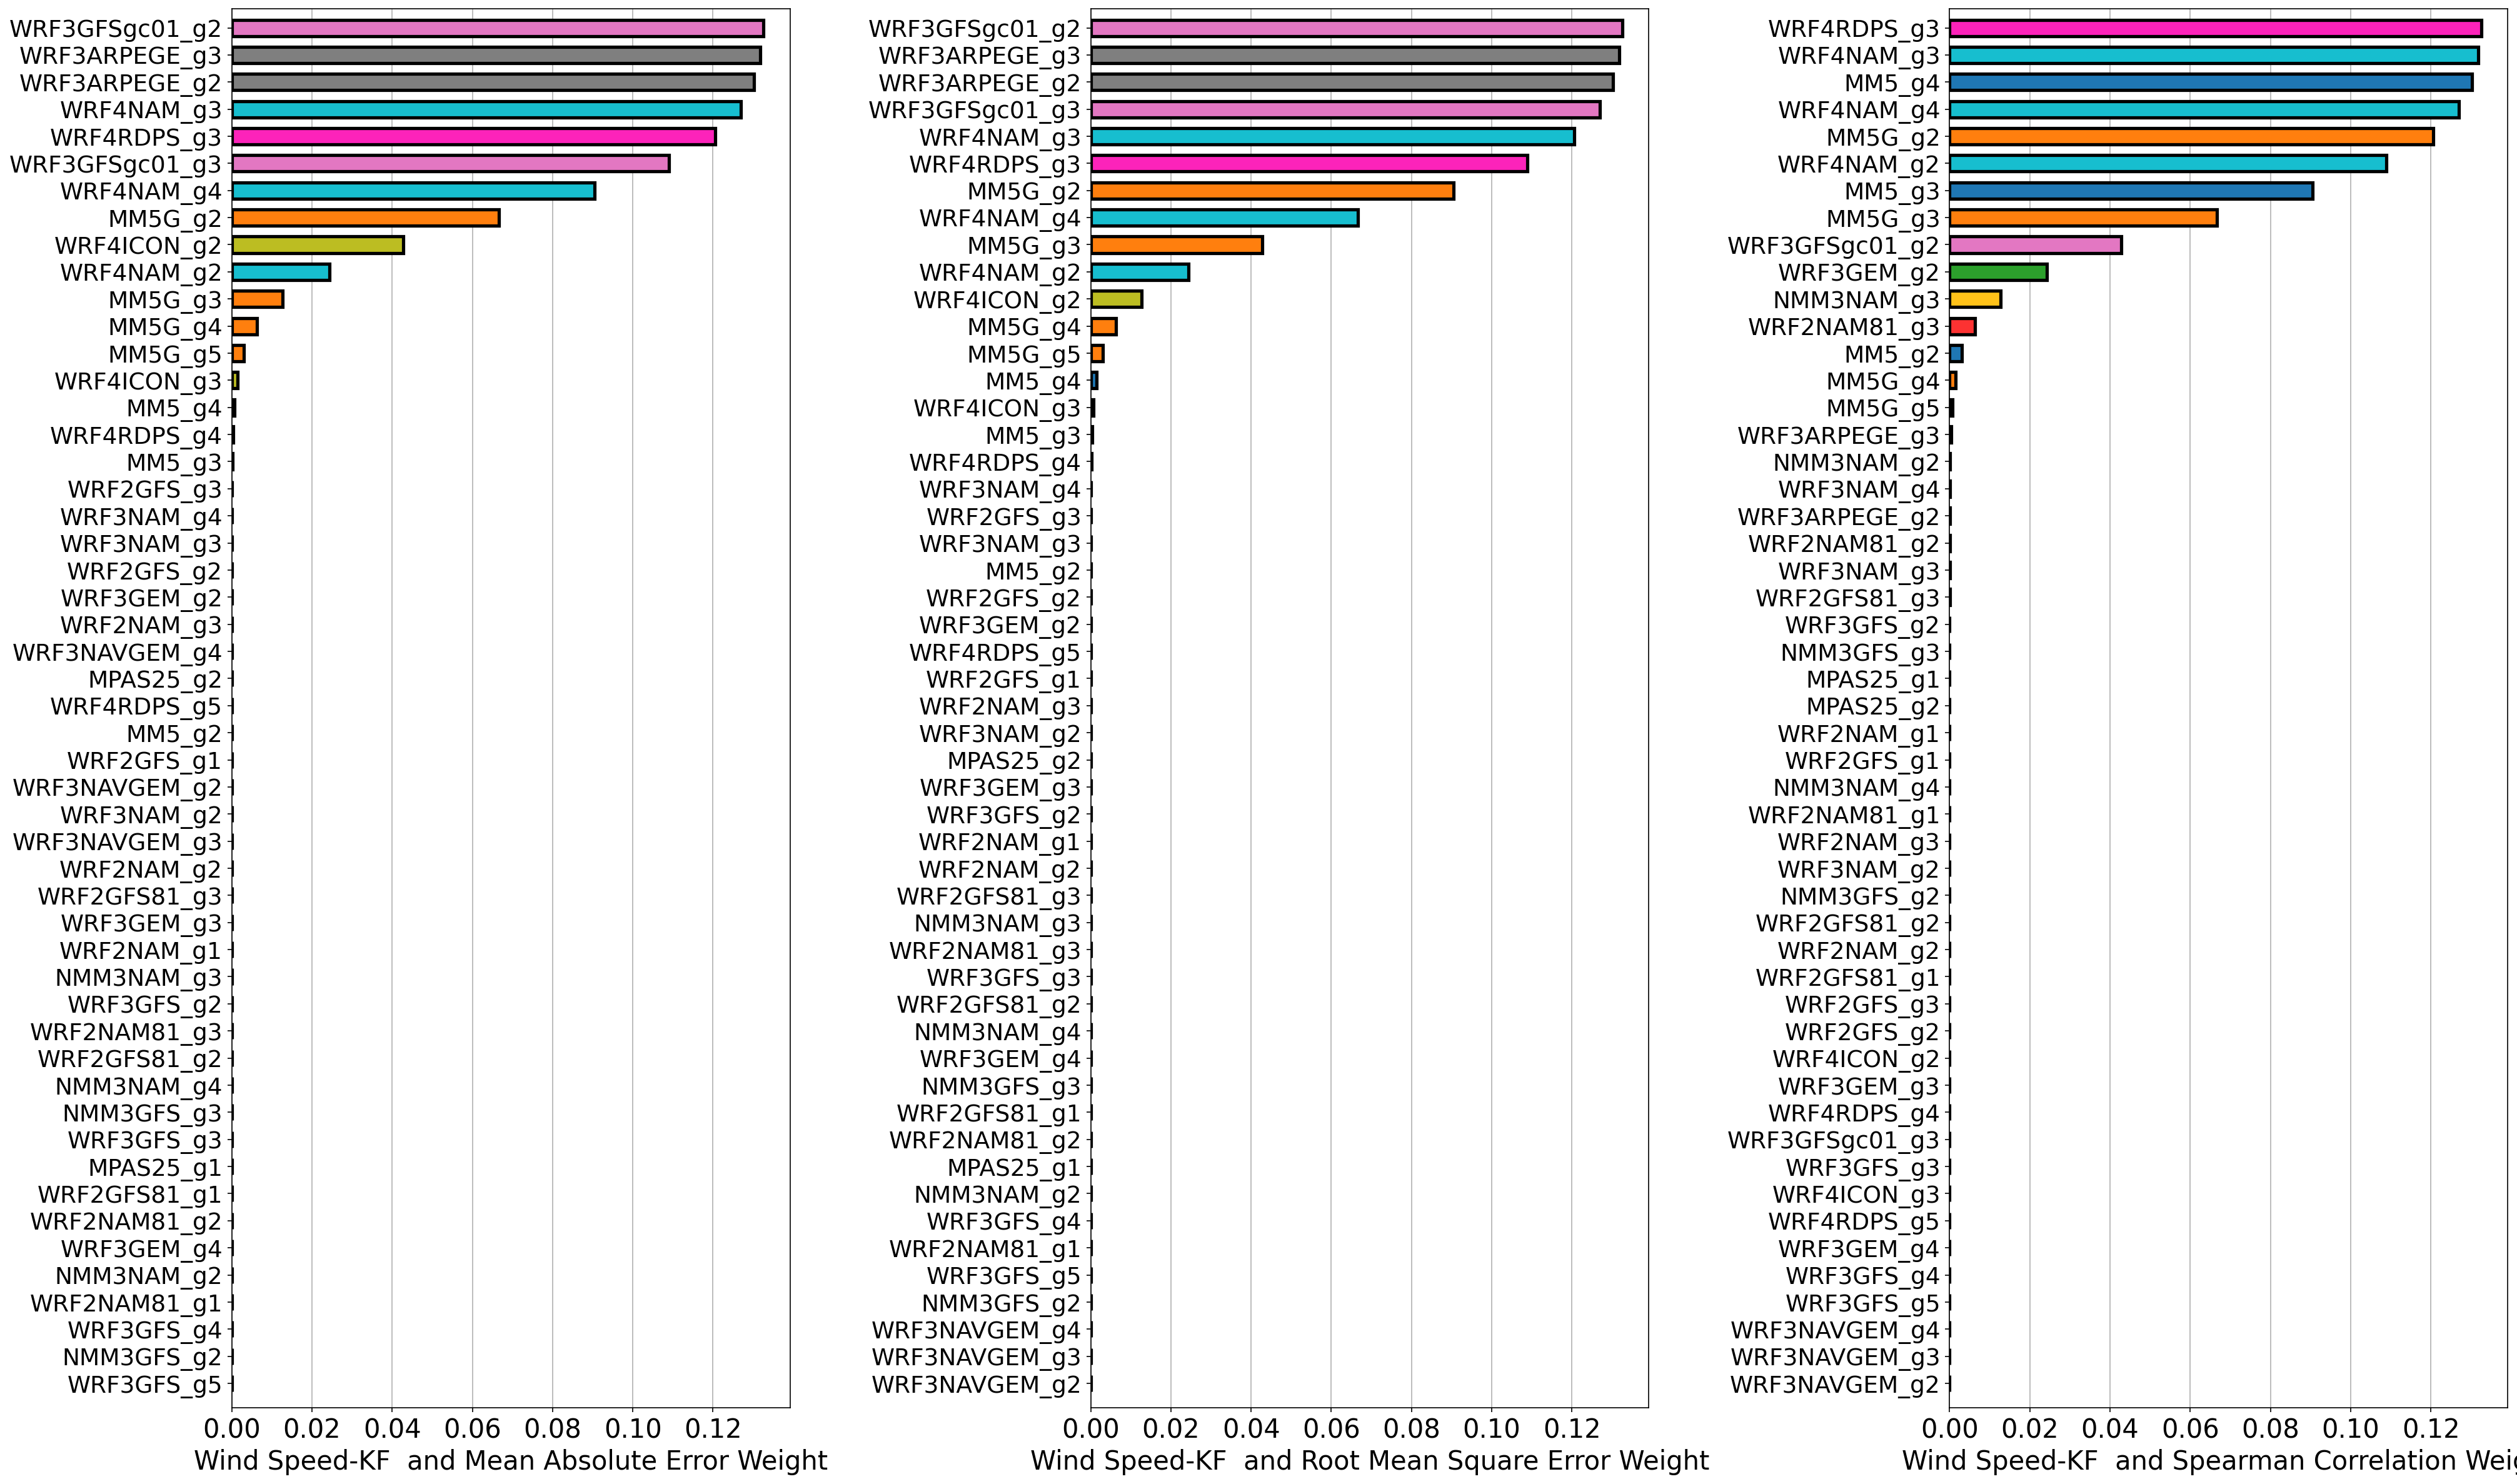 WRF3GFSgc01_g2
WRF3ARPEGE_g3
WRF3ARPEGE_g2
WRF4NAM_g3
WRF4RDPS_g3
WRF3GFSgc01_g3
WRF4NAM_g4
MM5G_g2
WRF4ICON_g2
WRF4NAM_g2
MM5G_g3
MM5G_g4
MM5G_g5
WRF4ICON_g3
MM5_g4
WRF4RDPS_g4
MM5_g3
WRF2GFS_g3
WRF3NAM_g4
WRF3NAM_g3
WRF2GFS_g2
WRF3GEM_g2
WRF2NAM_g3
WRF3NAVGEM_g4
MPAS25_g2
WRF4RDPS_g5
MM5_g2
WRF2GFS_g1
WRF3NAVGEM_g2
WRF3NAM_g2
WRF3NAVGEM_g3
WRF2NAM_g2
WRF2GFS81_g3
WRF3GEM_g3
WRF2NAM_g1
NMM3NAM_g3
WRF3GFS_g2
WRF2NAM81_g3
WRF2GFS81_g2
NMM3NAM_g4
NMM3GFS_g3
WRF3GFS_g3
MPAS25_g1
WRF2GFS81_g1
WRF2NAM81_g2
WRF3GEM_g4
NMM3NAM_g2
WRF2NAM81_g1
WRF3GFS_g4
NMM3GFS_g2
WRF3GFS_g5
0.00 0.02 0.04 0.06 0.08 0.10 0.12
Wind Speed-KF  and Mean Absolute Error Weight
WRF3GFSgc01_g2
WRF3ARPEGE_g3
WRF3ARPEGE_g2
WRF3GFSgc01_g3
WRF4NAM_g3
WRF4RDPS_g3
MM5G_g2
WRF4NAM_g4
MM5G_g3
WRF4NAM_g2
WRF4ICON_g2
MM5G_g4
MM5G_g5
MM5_g4
WRF4ICON_g3
MM5_g3
WRF4RDPS_g4
WRF3NAM_g4
WRF2GFS_g3
WRF3NAM_g3
MM5_g2
WRF2GFS_g2
WRF3GEM_g2
WRF4RDPS_g5
WRF2GFS_g1
WRF2NAM_g3
WRF3NAM_g2
MPAS25_g2
WRF3GEM_g3
WRF3GFS_g2
WRF2NAM_g1
WRF2NAM_g2
WRF2GFS81_g3
NMM3NAM_g3
WRF2NAM81_g3
WRF3GFS_g3
WRF2GFS81_g2
NMM3NAM_g4
WRF3GEM_g4
NMM3GFS_g3
WRF2GFS81_g1
WRF2NAM81_g2
MPAS25_g1
NMM3NAM_g2
WRF3GFS_g4
WRF2NAM81_g1
WRF3GFS_g5
NMM3GFS_g2
WRF3NAVGEM_g4
WRF3NAVGEM_g3
WRF3NAVGEM_g2
0.00 0.02 0.04 0.06 0.08 0.10 0.12
Wind Speed-KF  and Root Mean Square Error Weight
WRF4RDPS_g3
WRF4NAM_g3
MM5_g4
WRF4NAM_g4
MM5G_g2
WRF4NAM_g2
MM5_g3
MM5G_g3
WRF3GFSgc01_g2
WRF3GEM_g2
NMM3NAM_g3
WRF2NAM81_g3
MM5_g2
MM5G_g4
MM5G_g5
WRF3ARPEGE_g3
NMM3NAM_g2
WRF3NAM_g4
WRF3ARPEGE_g2
WRF2NAM81_g2
WRF3NAM_g3
WRF2GFS81_g3
WRF3GFS_g2
NMM3GFS_g3
MPAS25_g1
MPAS25_g2
WRF2NAM_g1
WRF2GFS_g1
NMM3NAM_g4
WRF2NAM81_g1
WRF2NAM_g3
WRF3NAM_g2
NMM3GFS_g2
WRF2GFS81_g2
WRF2NAM_g2
WRF2GFS81_g1
WRF2GFS_g3
WRF2GFS_g2
WRF4ICON_g2
WRF3GEM_g3
WRF4RDPS_g4
WRF3GFSgc01_g3
WRF3GFS_g3
WRF4ICON_g3
WRF4RDPS_g5
WRF3GEM_g4
WRF3GFS_g4
WRF3GFS_g5
WRF3NAVGEM_g4
WRF3NAVGEM_g3
WRF3NAVGEM_g2
0.00 0.02 0.04 0.06 0.08 0.10 0.12
Wind Speed-KF  and Spearman Correlation